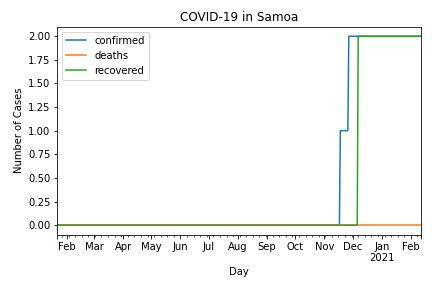 COVID-19 in Samoa
confirmed
deaths
recovered
Number of Cases
2.00
1.75
1.50
1.25
1.00
0.75
0.50
0.25
0.00
Feb Mar Apr May Jun Jul Aug Sep Oct Nov Dec Jan Feb
2021
Day